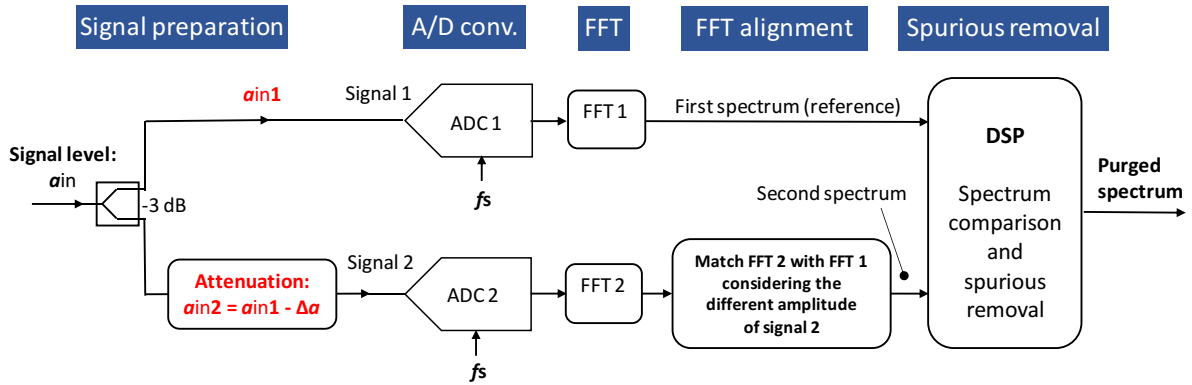 Signal preparation
A/D conv.
FFT
FFT alignment
Spurious removal
ain1
Signal 1
ADC 1
FFT 1
First spectrum (reference)
fs
Signal level:
ain
-3 dB
DSP
Spectrum
comparison
and
spurious
removal
Purged
spectrum
Second spectrum
Attenuation:
ain2 = ain1 - Δa
Signal 2
ADC 2
FFT 2
Match FFT 2 with FFT 1
considering the
different amplitude
of signal 2
fs